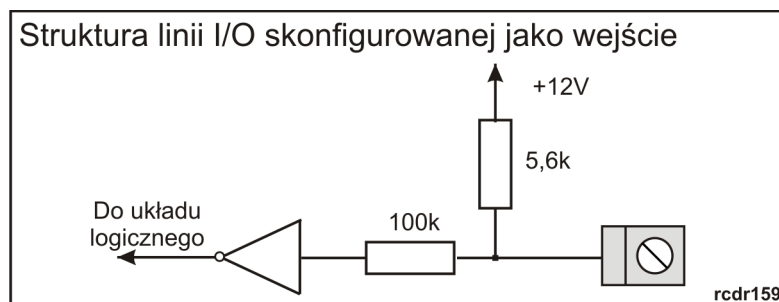 Struktura linii I/O skonfigurowanej jako wejście
+12V
5,6k
Do układu
logicznego
100k
rcdr159